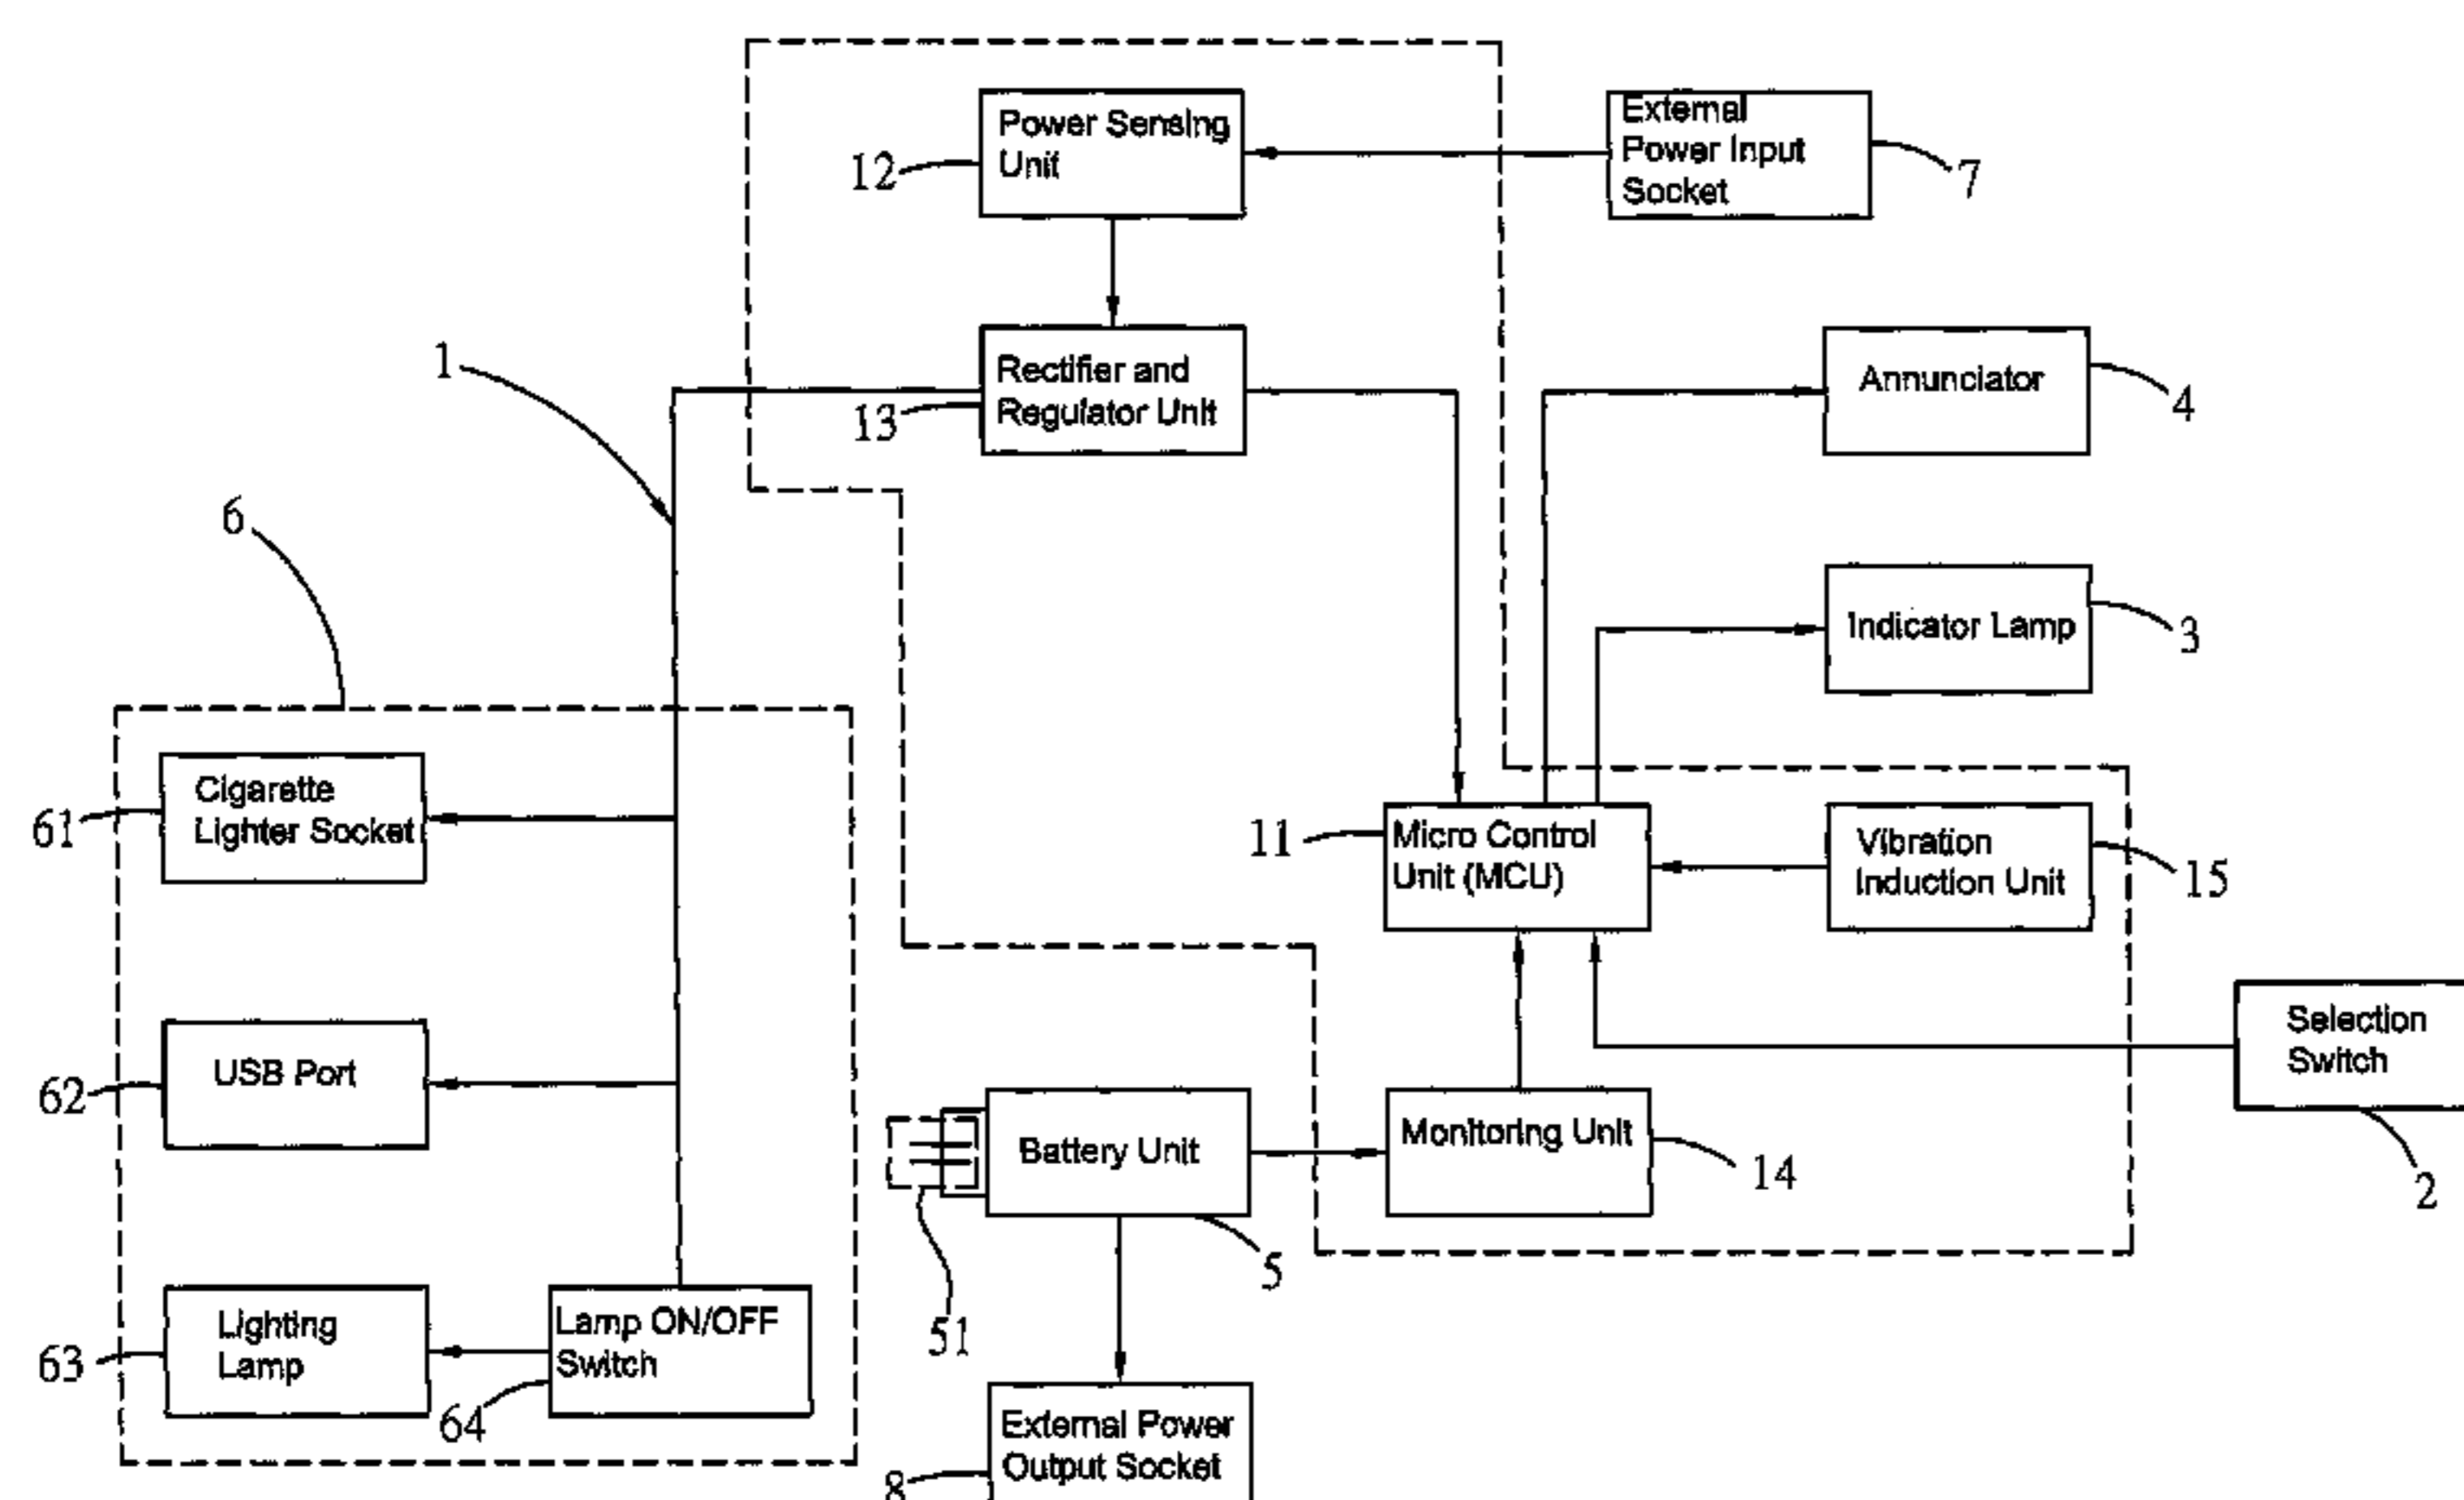 Power Sensing
Unit
12
External
Power Input
Socket
7
1
Rectifier and
Regulator Unit
13
Annunciator
4
6
Indicator Lamp
3
Cigarette
Lighter Socket
61
11
Micro Control
Unit (MCU)
Vibration
Induction Unit
15
Selection
Switch
2
USB Port
62
Battery Unit
5
51
Monitoring Unit
14
Lighting
Lamp
63
Lamp ON/OFF
Switch
64
External Power
Output Socket
8